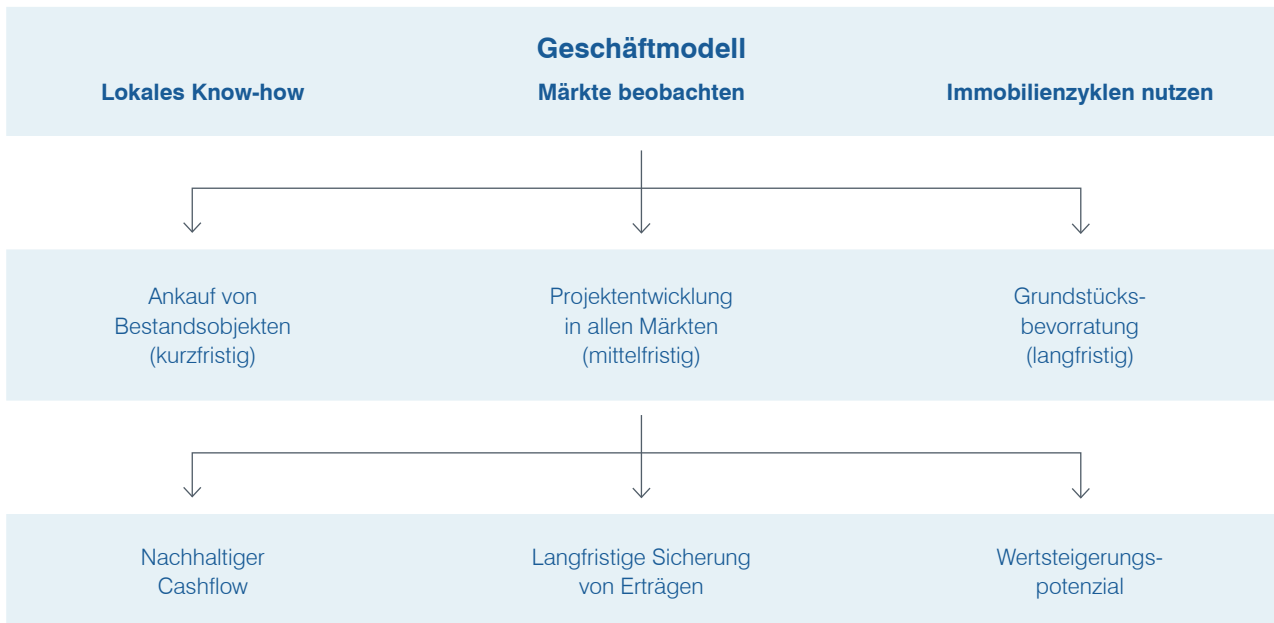 Geschäftmodell
Lokales Know-how
Märkte beobachten
Immobilienzyklen nutzen
Ankauf von
Bestandsobjekten
(kurzfristig)
Projektentwicklung
in allen Märkten
(mittelfristig)
Grundstücks-
bevorratung
(langfristig)
Nachhaltiger
Cashflow
Langfristige Sicherung
von Erträgen
Wertsteigerungs-
potenzial